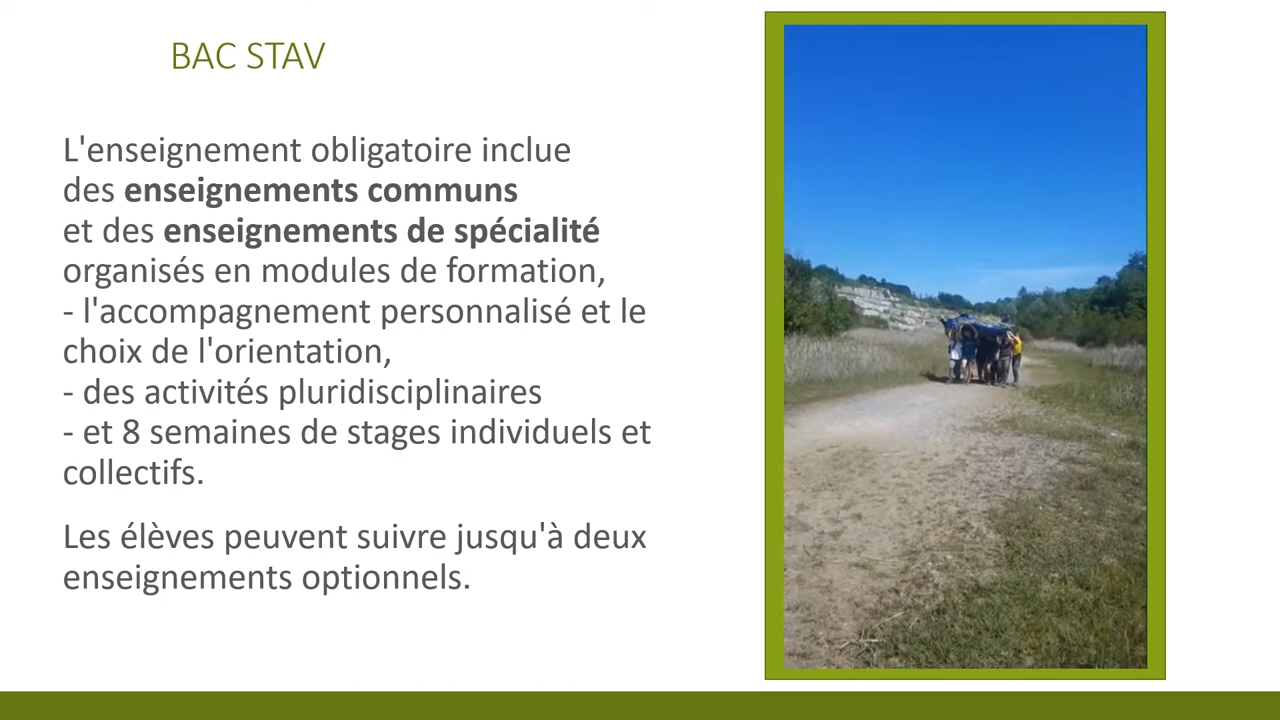 BAC STAV
L'enseignement obligatoire inclue
des enseignements communs
et des enseignements de spécialité
organisés en modules de formation,
- l'accompagnement personnalisé et le
choix de l'orientation,
- des activités pluridisciplinaires
- et 8 semaines de stages individuels et
collectifs.
Les élèves peuvent suivre jusqu'à deux
enseignements optionnels.